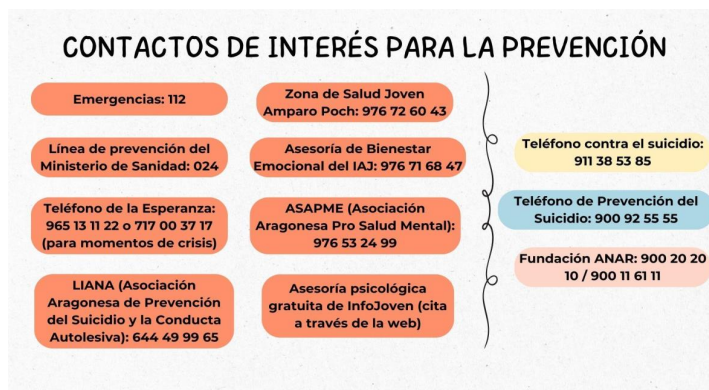 CONTACTOS DE INTERÉS PARA LA PREVENCIÓN
Emergencias: 112
Línea de prevención del
Ministerio de Sanidad: 024
Teléfono de la Esperanza:
965 13 11 22 o 717 00 37 17
(para momentos de crisis)
LIANA (Asociación
Aragonesa de Prevención
del Suicidio y la Conducta
Autolesiva): 644 49 99 65
Zona de Salud Joven
Amparo Poch: 976 72 60 43
Asesoría de Bienestar
Emocional del IAJ: 976 71 68 47
ASAPME (Asociación
Aragonesa Pro Salud Mental):
976 53 24 99
Asesoría psicológica
gratuita de InfoJoven (cita
a través de la web)
Teléfono contra el suicidio:
911 38 53 85
Teléfono de Prevención del
Suicidio: 900 92 55 55
Fundación ANAR: 900 20 20
10 / 900 11 61 11